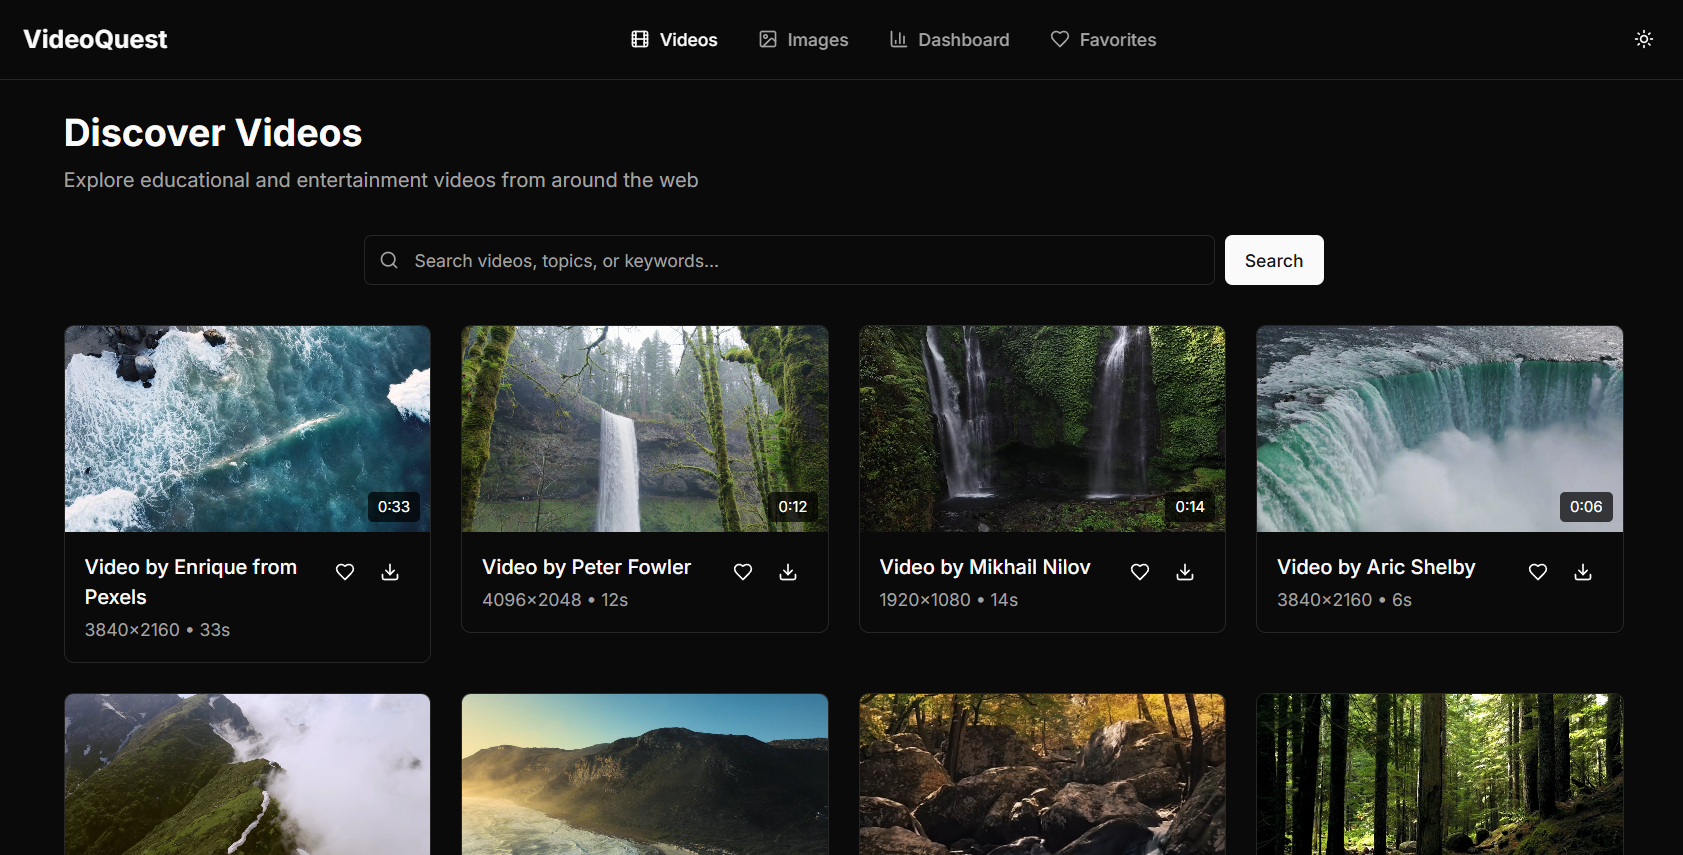 VideoQuest
Videos
Images
Dashboard
Favorites
Discover Videos
Explore educational and entertainment videos from around the web
Search videos, topics, or keywords...
Search
0:33
0:12
0:14
0:06
Video by Enrique from
Pexels
3840×2160 • 33s
Video by Peter Fowler
4096×2048 • 12s
Video by Mikhail Nilov
1920×1080 • 14s
Video by Aric Shelby
3840×2160 • 6s